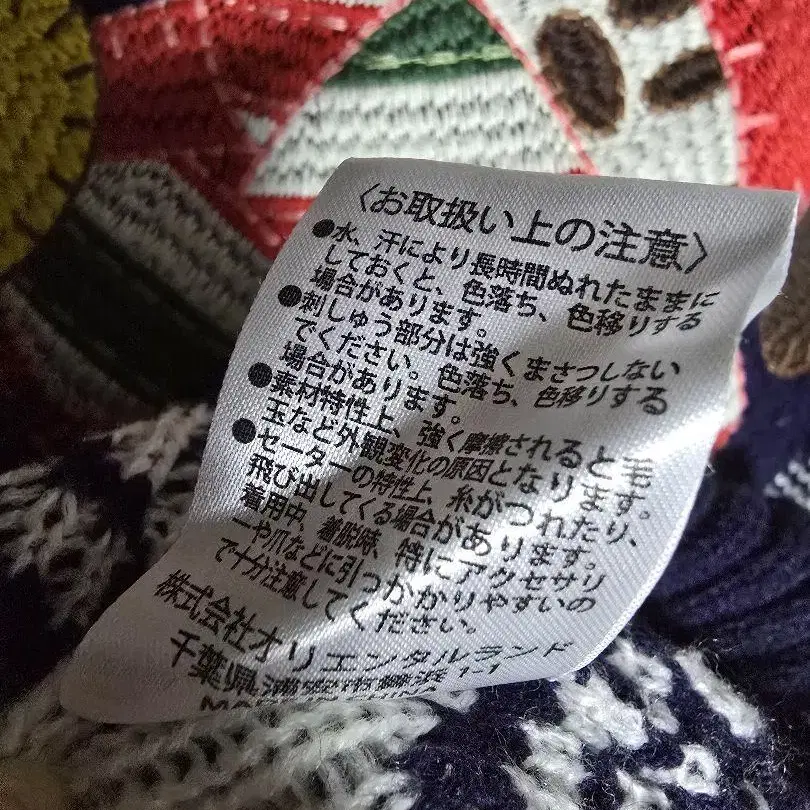 〈お取扱い上の注意〉
●水、汗により長時間ぬれたままに
しておくと、色落ち、色移りする
場合があります。
●刺しゅう部分は強くまさつしない
でください。色落ち、色移りする
場合があります。
●素材特性上、強く摩擦されると毛
玉など外観変化の原因となります。
●セーターの特性上、糸がつれたり、
飛び出してくる場合があります。
着用中、着脱時、特にアクセサリ
ーや爪などに引っかかりやすいの
で十分注意してください。
株式会社オリエンタルランド
千葉県浦安市舞浜1-1